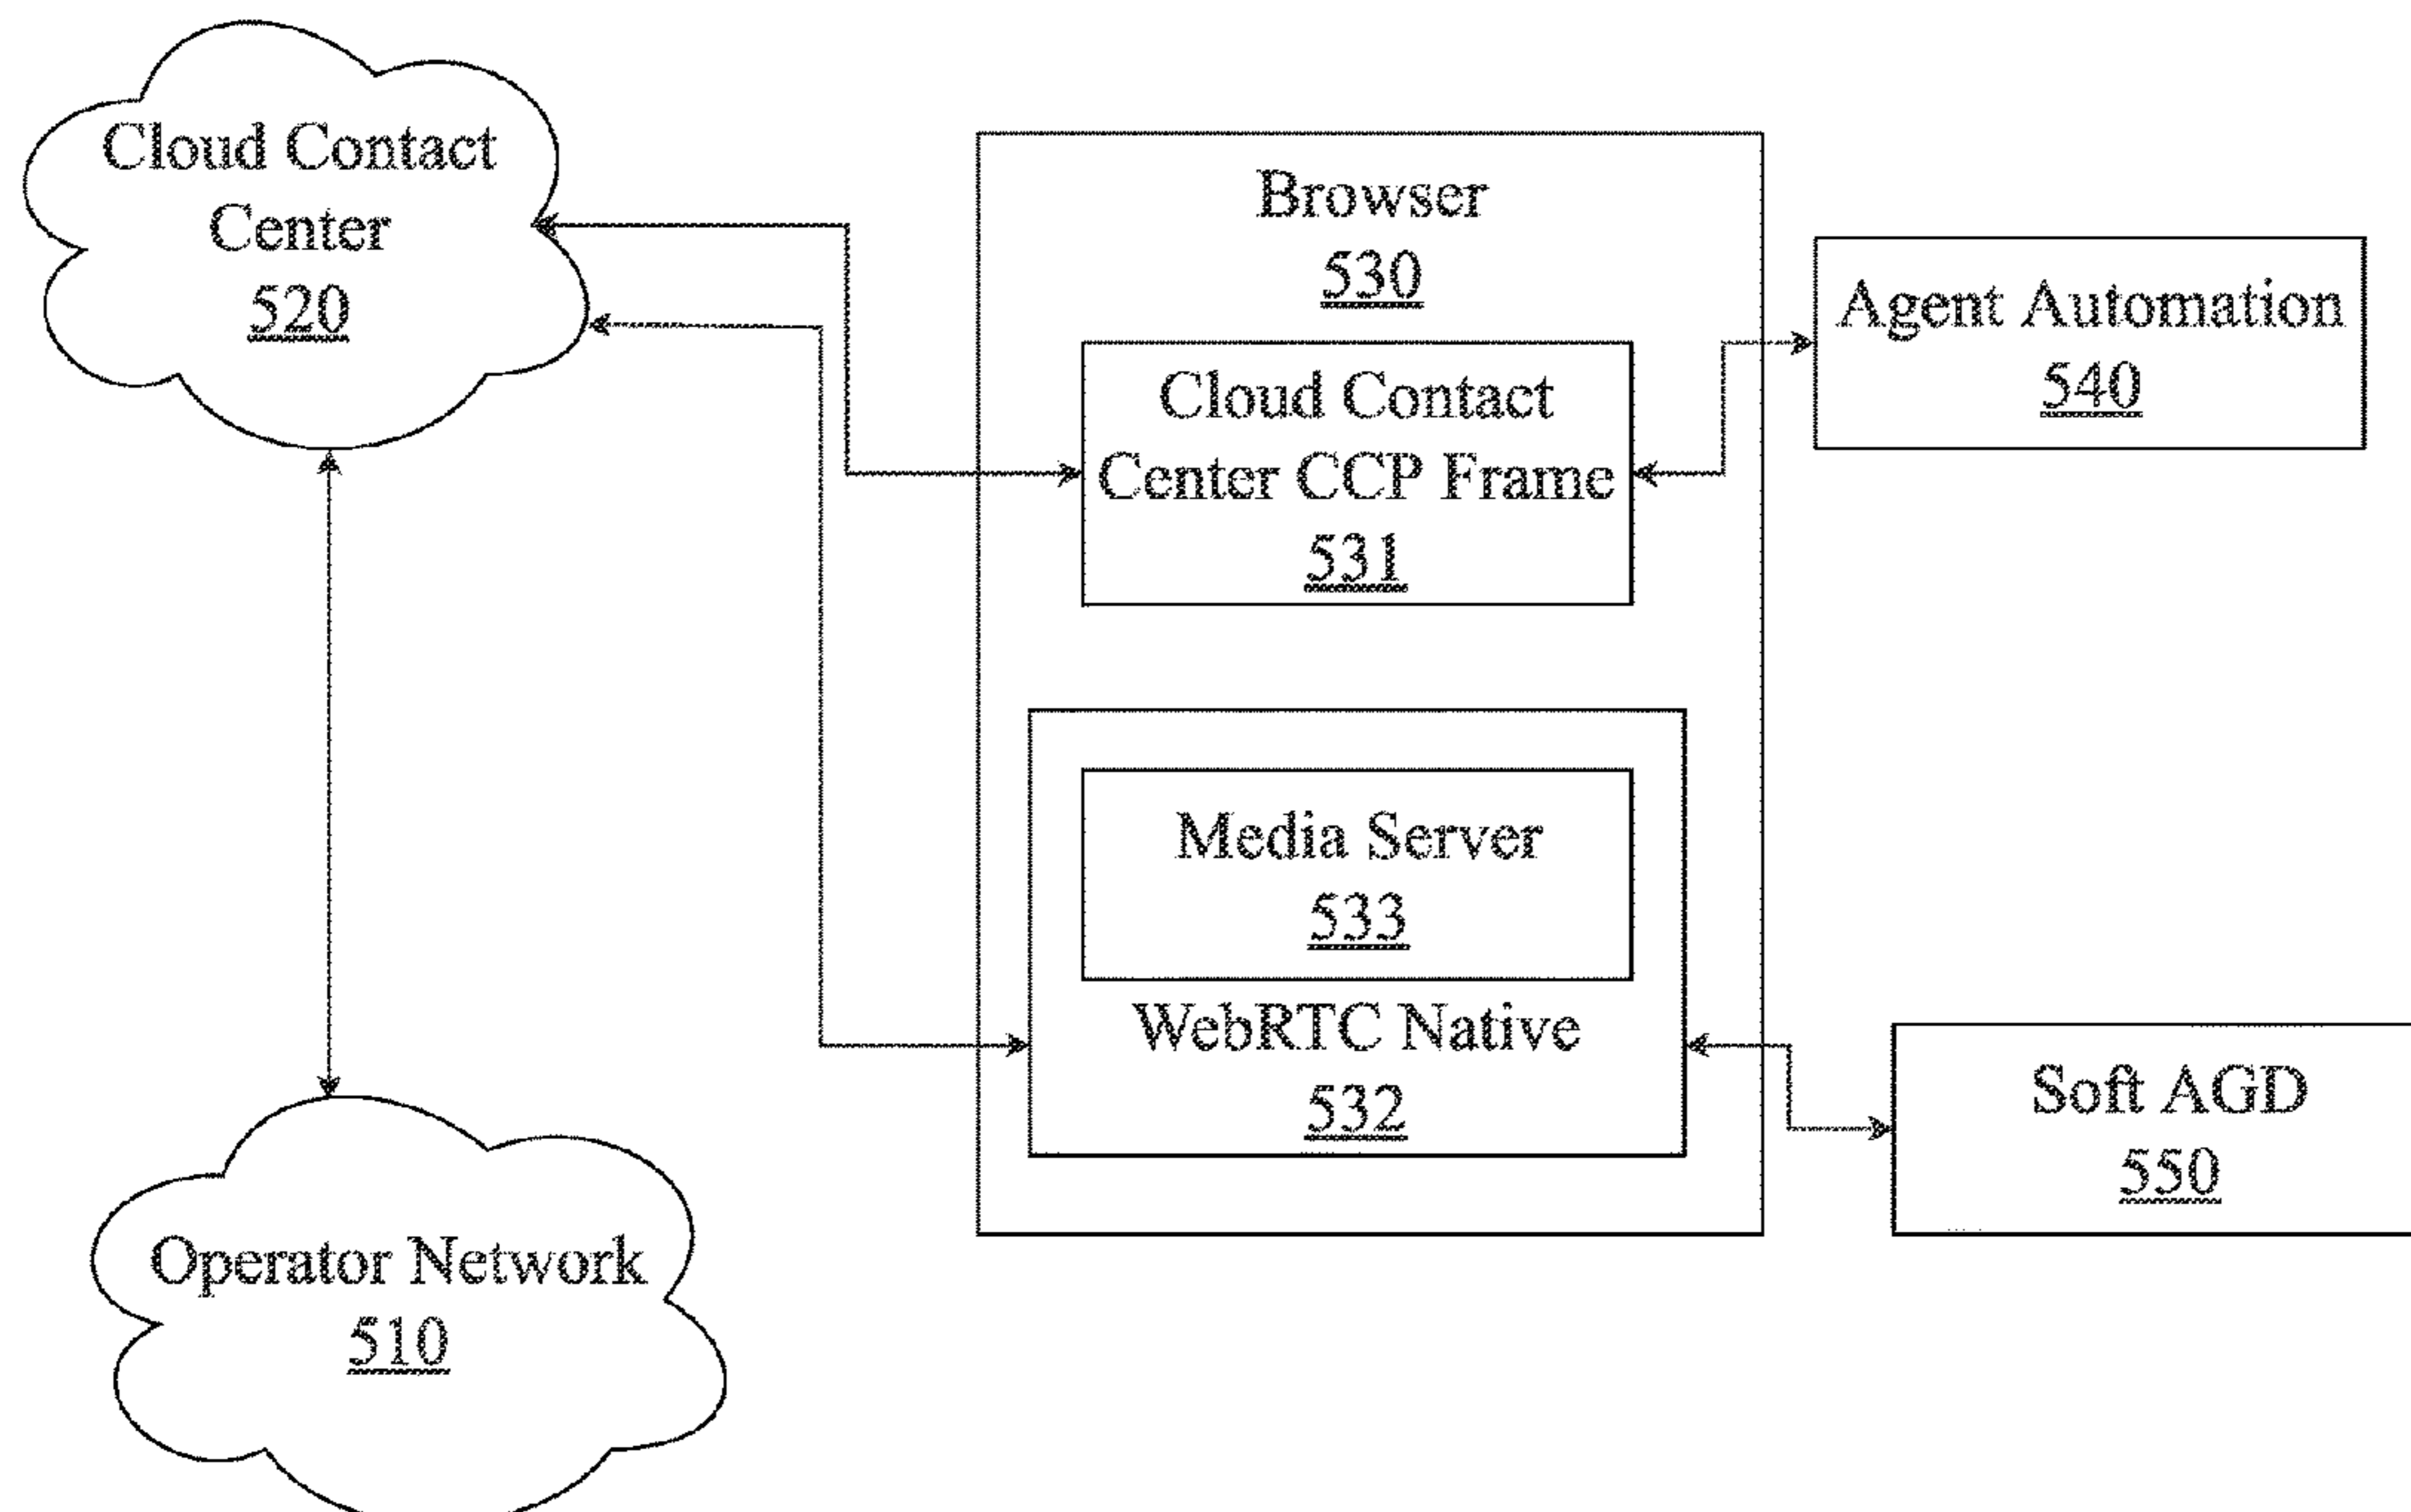 Cloud Contact
Center
520
Browser
530
Agent Automation
540
Cloud Contact
Center CCP Frame
531
Media Server
533
WebRTC Native
532
Soft AGD
550
Operator Network
510